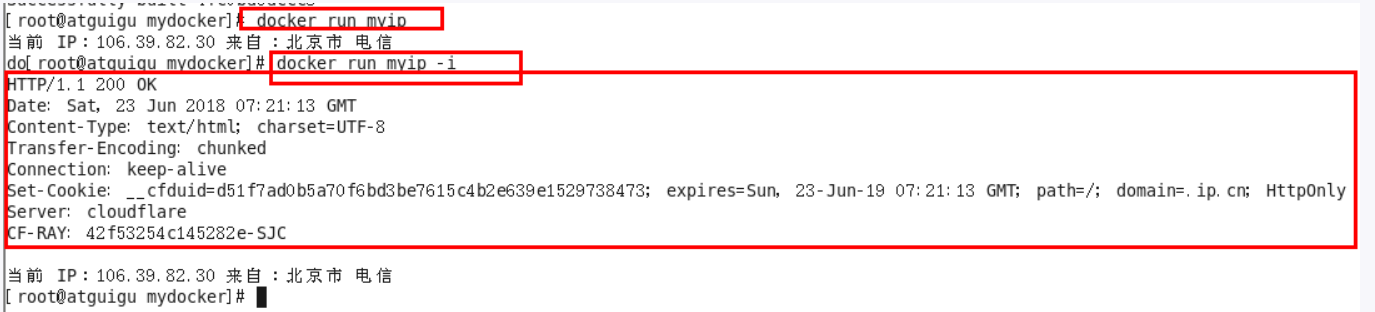 [root@atguigu mydocker]# docker run myip
当前 IP：106.39.82.30 来自：北京市 电信
do[root@atguigu mydocker]# docker run myip -i
HTTP/1.1 200 OK
Date: Sat, 23 Jun 2018 07:21:13 GMT
Content-Type: text/html; charset=UTF-8
Transfer-Encoding: chunked
Connection: keep-alive
Set-Cookie: __cfduid=d51f7ad0b5a70f6bd3be7615c4b2e639e1529738473; expires=Sun, 23-Jun-19 07:21:13 GMT; path=/; domain=.ip.cn; HttpOnly
Server: cloudflare
CF-RAY: 42f53254c145282e-SJC
当前 IP：106.39.82.30 来自：北京市 电信
[root@atguigu mydocker]#